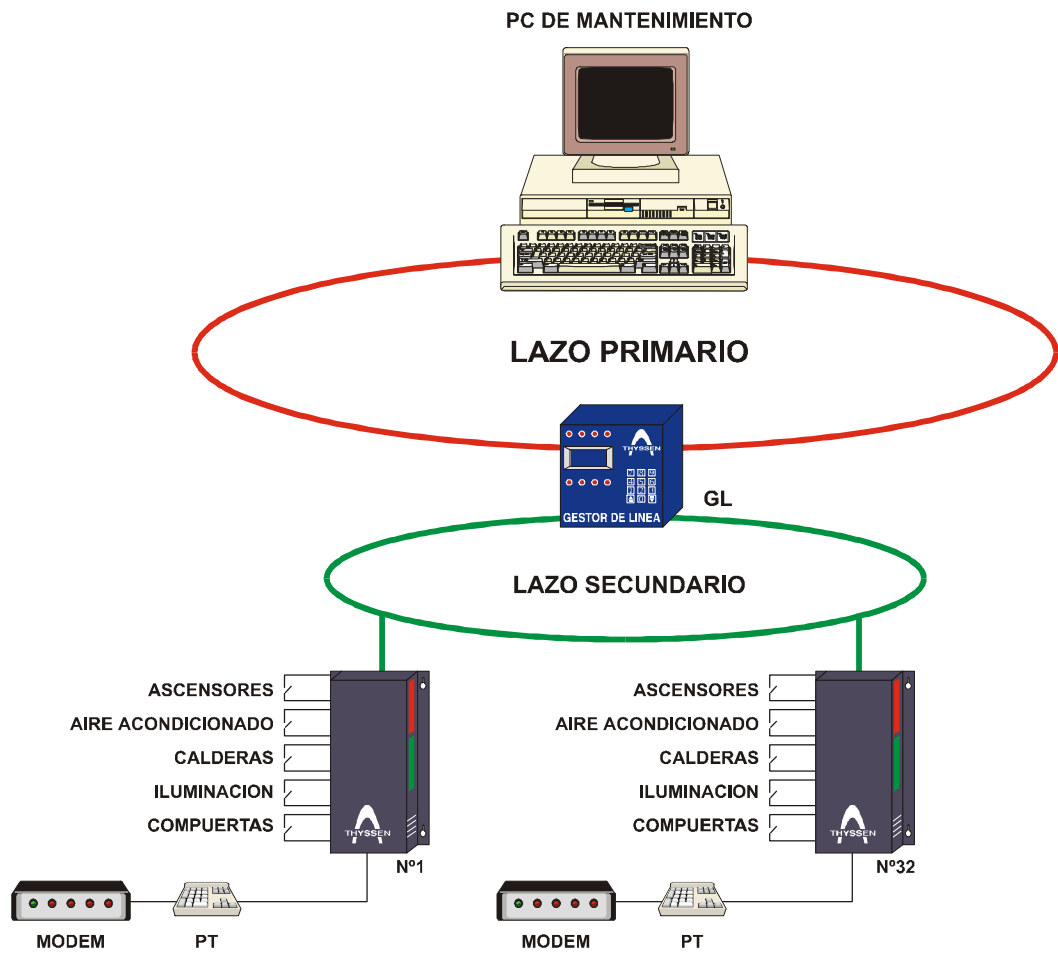 PC DE MANTENIMIENTO
LAZO PRIMARIO
THYSSEN
GESTOR DE LINEA
GL
LAZO SECUNDARIO
ASCENSORES
AIRE ACONDICIONADO
CALDERAS
ILUMINACION
COMPUERTAS
THYSSEN
Nº1
MODEM
PT
ASCENSORES
AIRE ACONDICIONADO
CALDERAS
ILUMINACION
COMPUERTAS
THYSSEN
Nº32
MODEM
PT